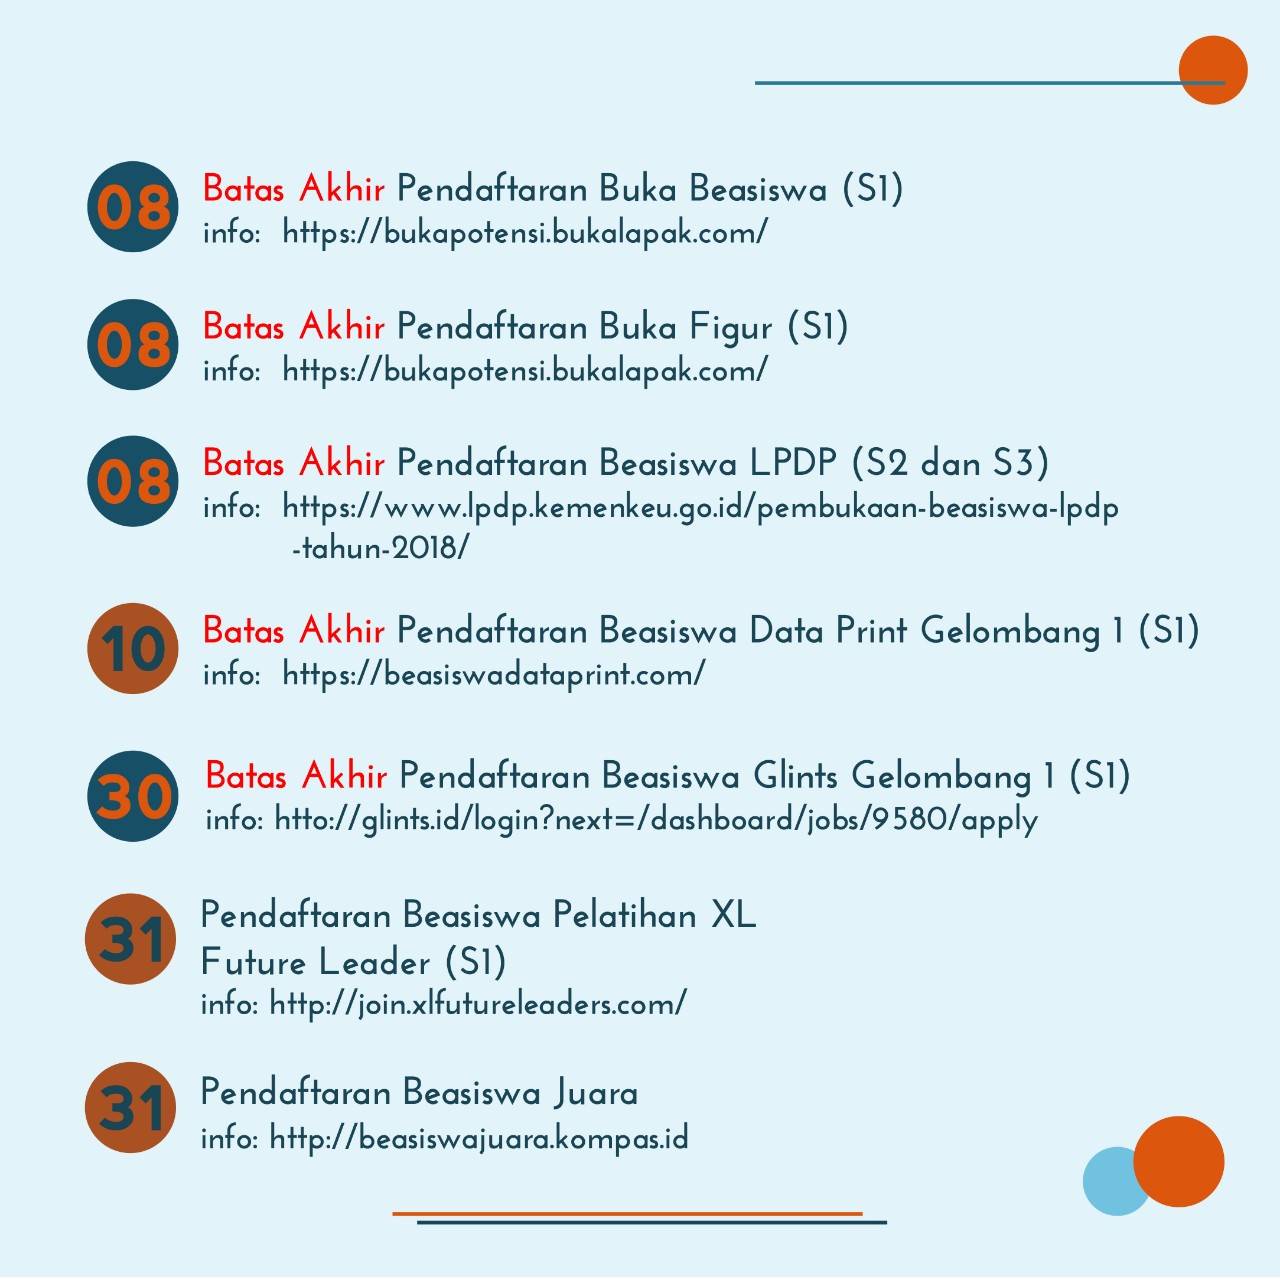 08
Batas Akhir Pendaftaran Buka Beasiswa (S1)
info: https://bukapotensi.bukalapak.com/
08
Batas Akhir Pendaftaran Buka Figur (S1)
info: https://bukapotensi.bukalapak.com/
08
Batas Akhir Pendaftaran Beasiswa LPDP (S2 dan S3)
info: https://www.lpdp.kemenkeu.go.id/pembukaan-beasiswa-lpdp
-tahun-2018/
10
Batas Akhir Pendaftaran Beasiswa Data Print Gelombang 1 (S1)
info: https://beasiswadataprint.com/
30
Batas Akhir Pendaftaran Beasiswa Glints Gelombang 1 (S1)
info: htto://glints.id/login?next=/dashboard/jobs/9580/apply
31
Pendaftaran Beasiswa Pelatihan XL
Future Leader (S1)
info: http://join.xlfutureleaders.com/
31
Pendaftaran Beasiswa Juara
info: http://beasiswajuara.kompas.id